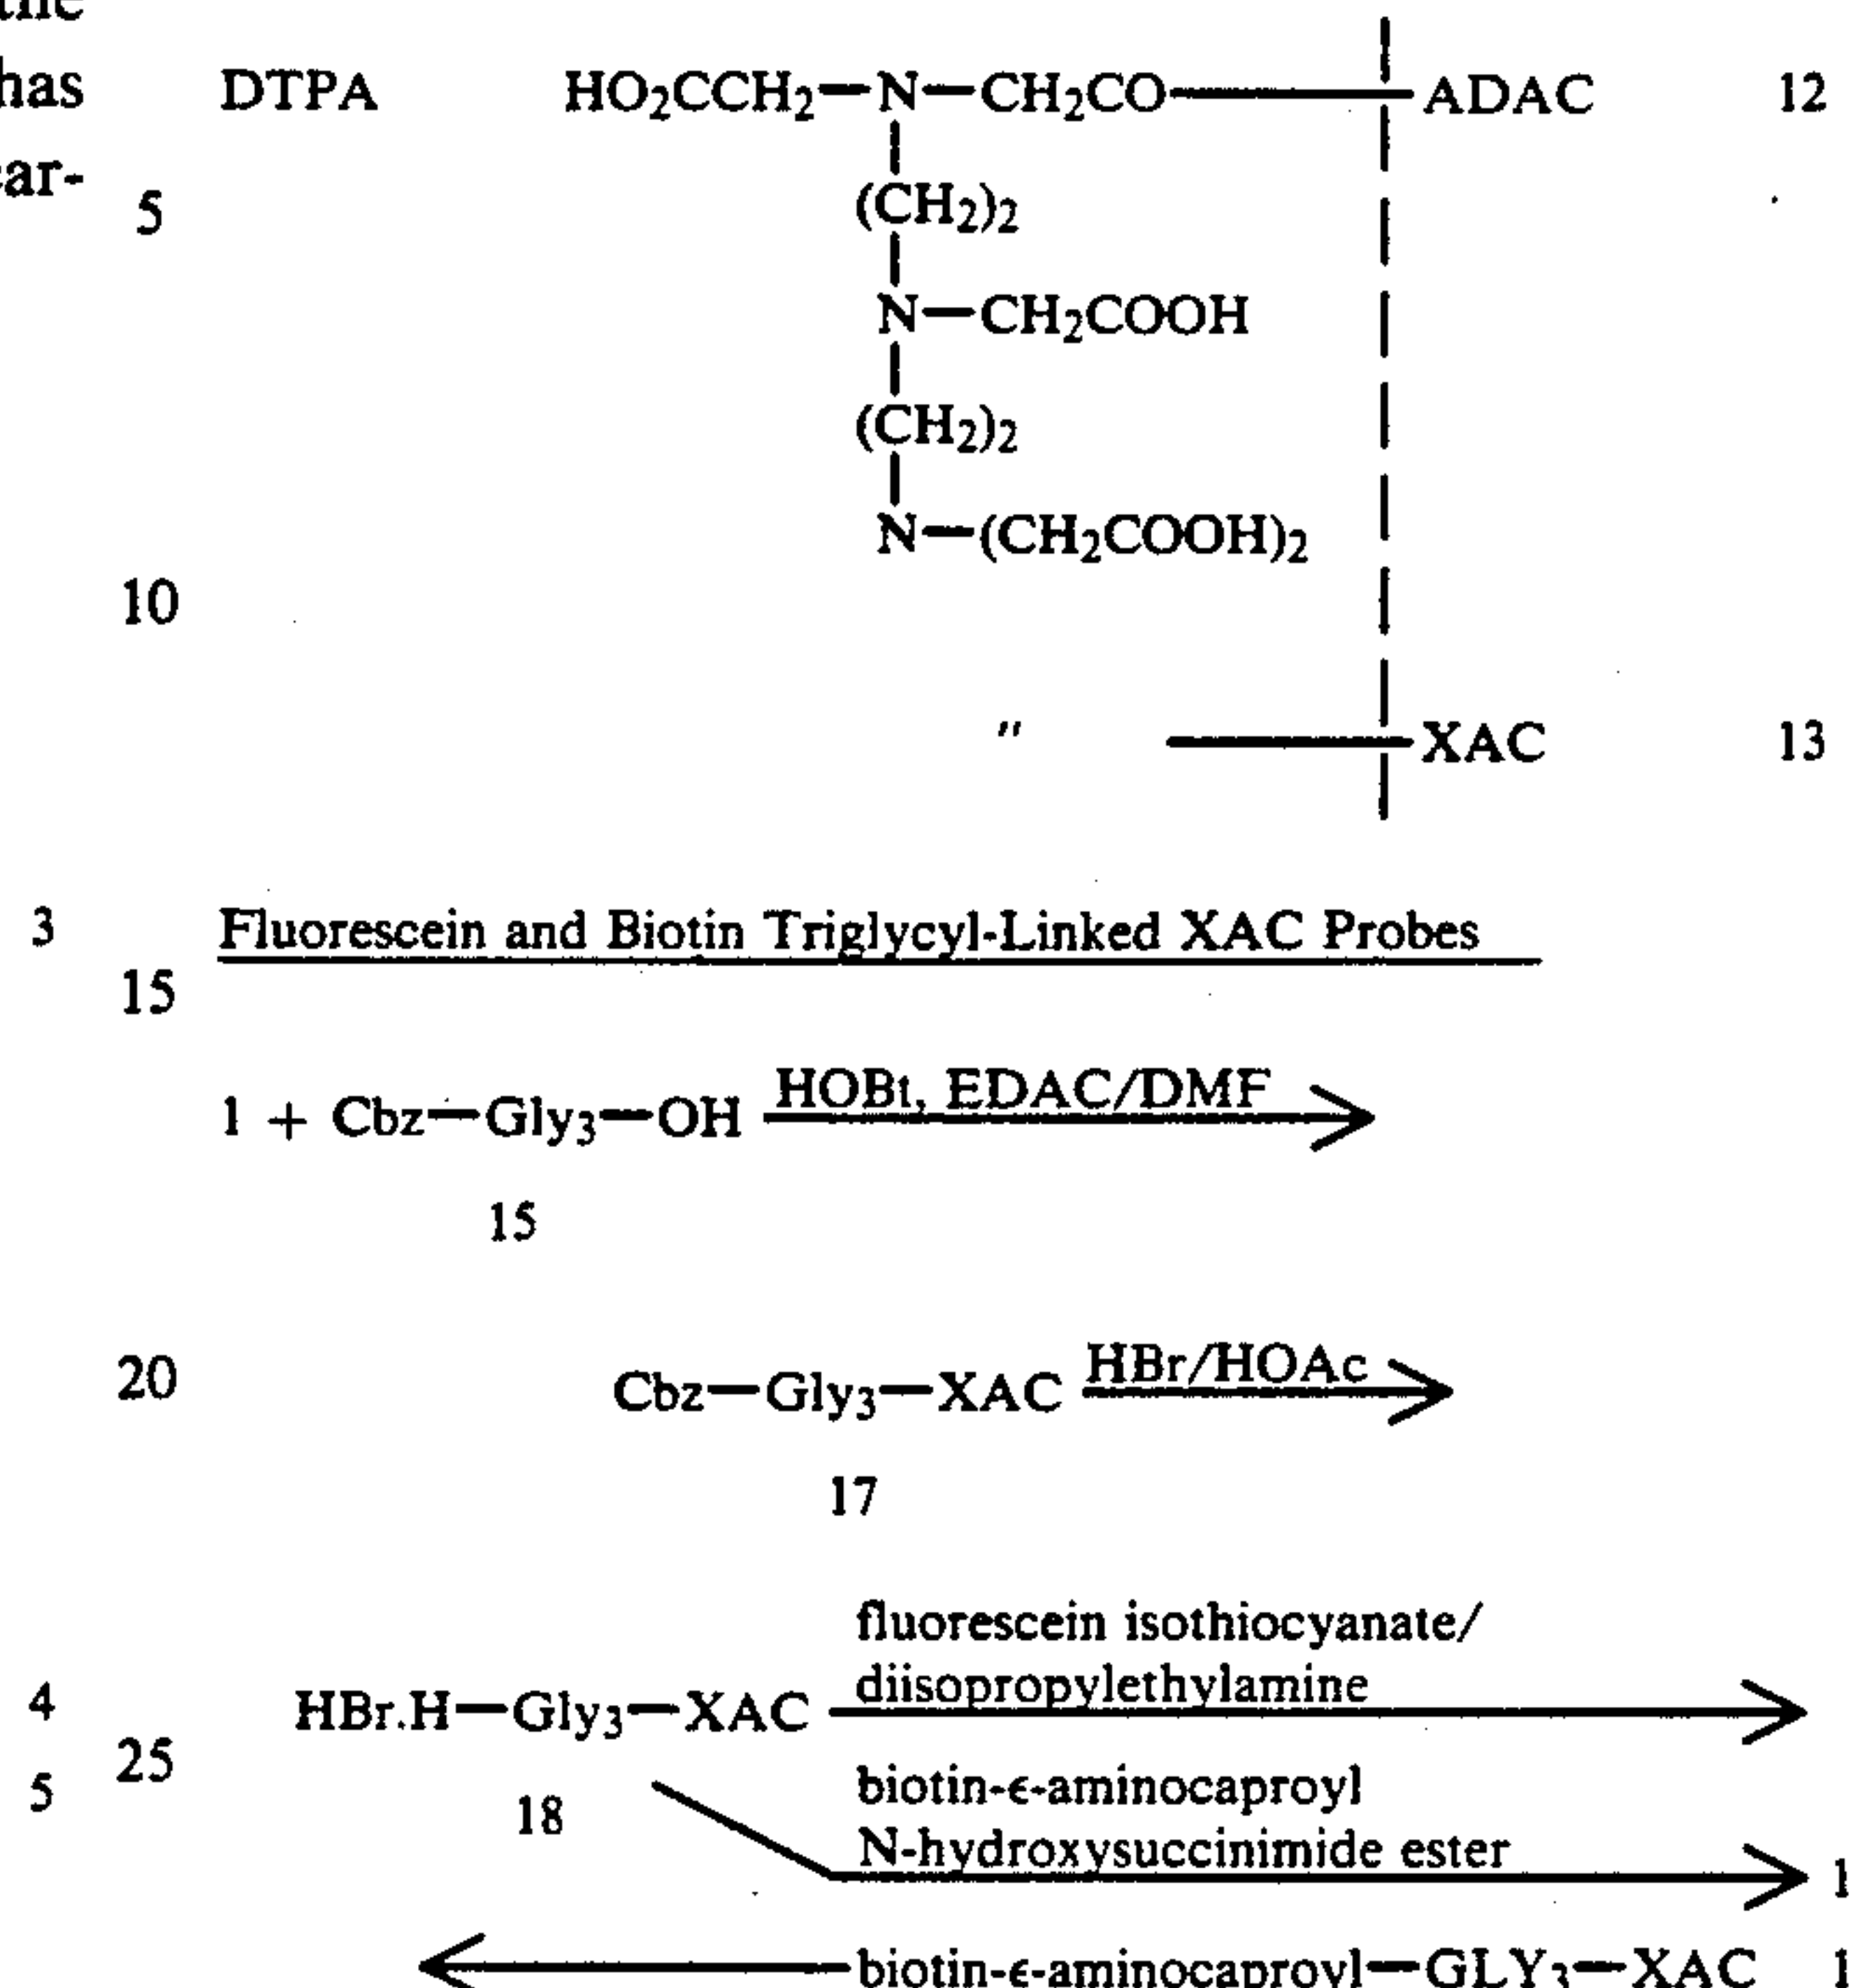 the
has DTPA HO₂CCH₂—N—CH₂CO—ADAC 12
ar-
5
(CH₂)₂
N—CH₂COOH
(CH₂)₂
N—(CH₂COOH)₂
10
" —XAC 13
3 Fluorescein and Biotin Triglycyl-Linked XAC Probes
15
HOBt, EDAC/DMF
1 + Cbz—Gly₃—OH
15
20 HBr/HOAc
Cbz—Gly₃—XAC
17
fluorescein isothiocyanate/
diisopropylethylamine
4 HBr.H—Gly₃—XAC
25
5 biotin-ε-aminocaproyl
18
N-hydroxysuccinimide ester
1
biotin-ε-aminocaproyl—GLY₃—XAC 1